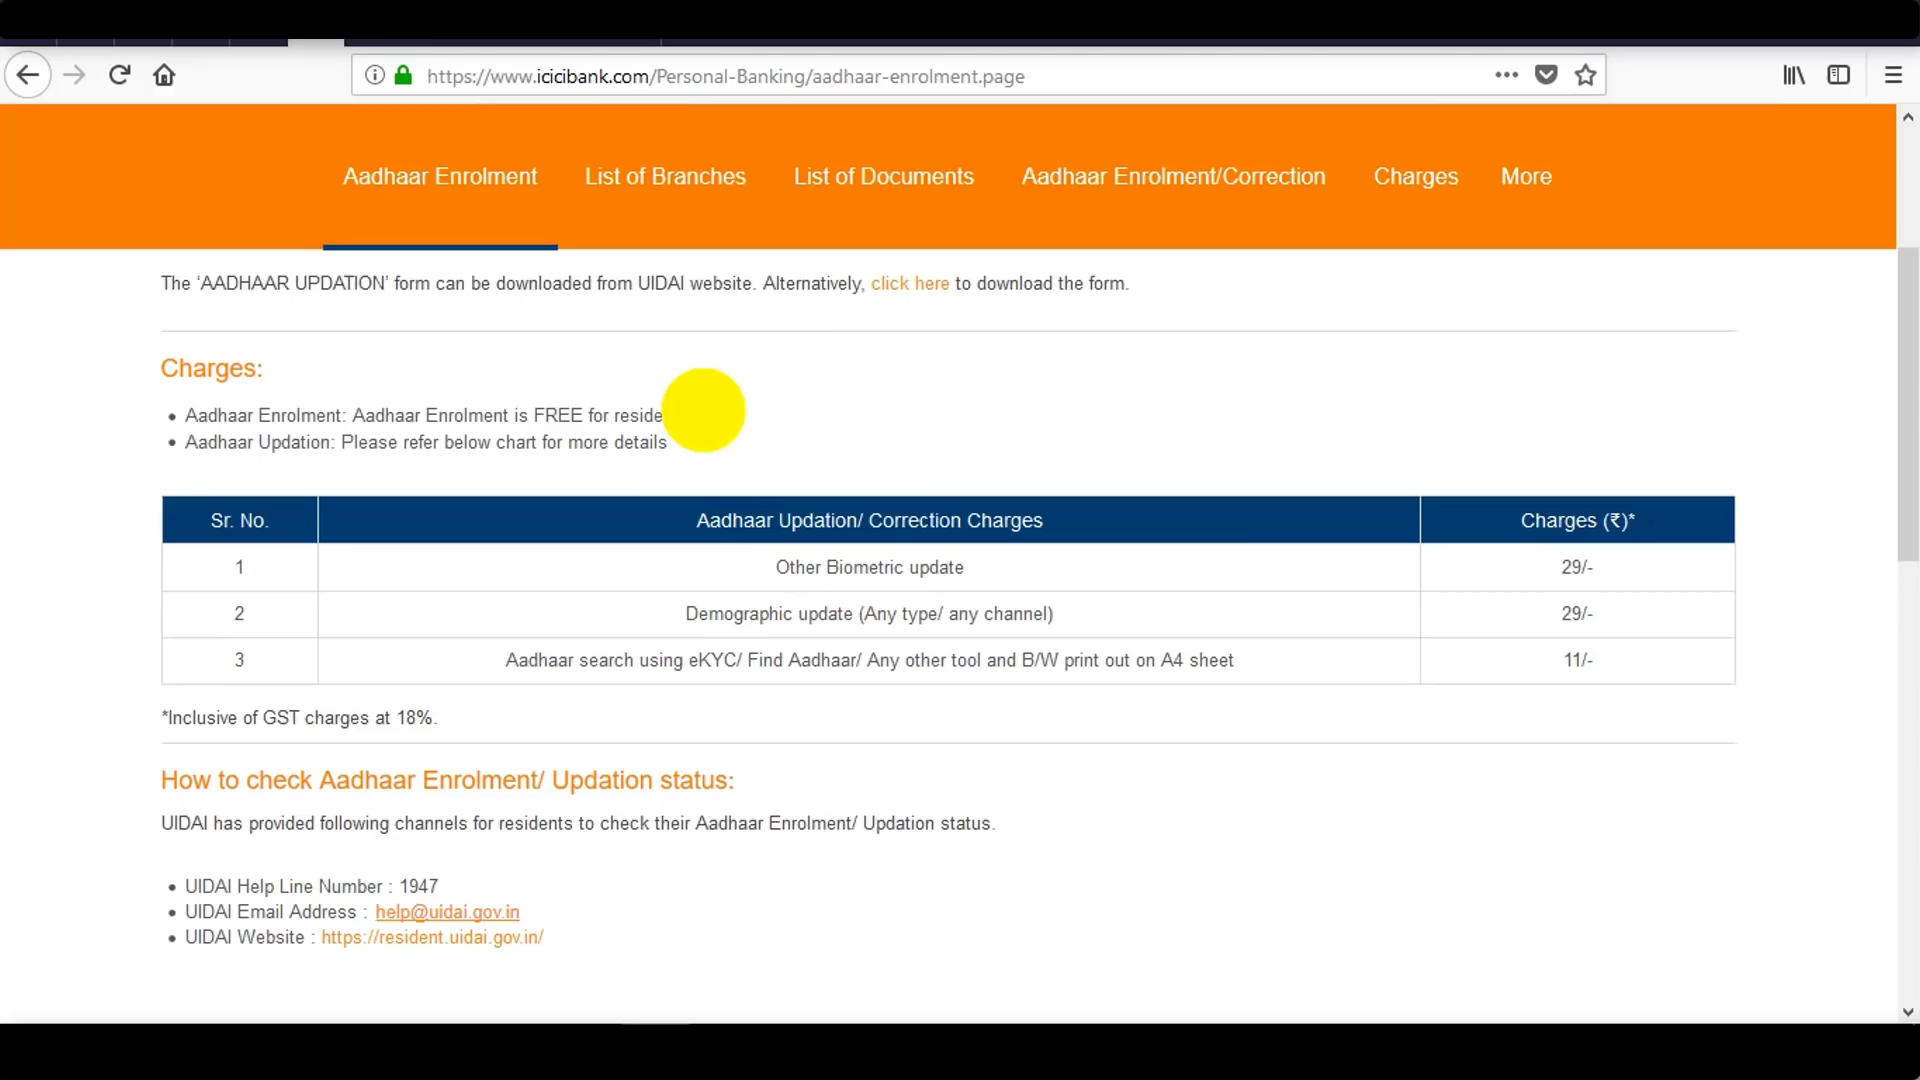 https://www.icicibank.com/Personal-Banking/aadhaar-enrolment.page
Aadhaar Enrolment List of Branches List of Documents Aadhaar Enrolment/Correction Charges More
The ‘AADHAAR UPDATION’ form can be downloaded from UIDAI website. Alternatively, click here to download the form.
Charges:
• Aadhaar Enrolment: Aadhaar Enrolment is FREE for
• Aadhaar Updation: Please refer below chart for more details
Sr. No. Aadhaar Updation/ Correction Charges Charges (₹)*
1 Other Biometric update 29/-
2 Demographic update (Any type/ any channel) 29/-
3 Aadhaar search using eKYC/ Find Aadhaar/ Any other tool and B/W print out on A4 sheet 11/-
*Inclusive of GST charges at 18%.
How to check Aadhaar Enrolment/ Updation status:
UIDAI has provided following channels for residents to check their Aadhaar Enrolment/ Updation status.
• UIDAI Help Line Number : 1947
• UIDAI Email Address : help@uidai.gov.in
• UIDAI Website : https://resident.uidai.gov.in/